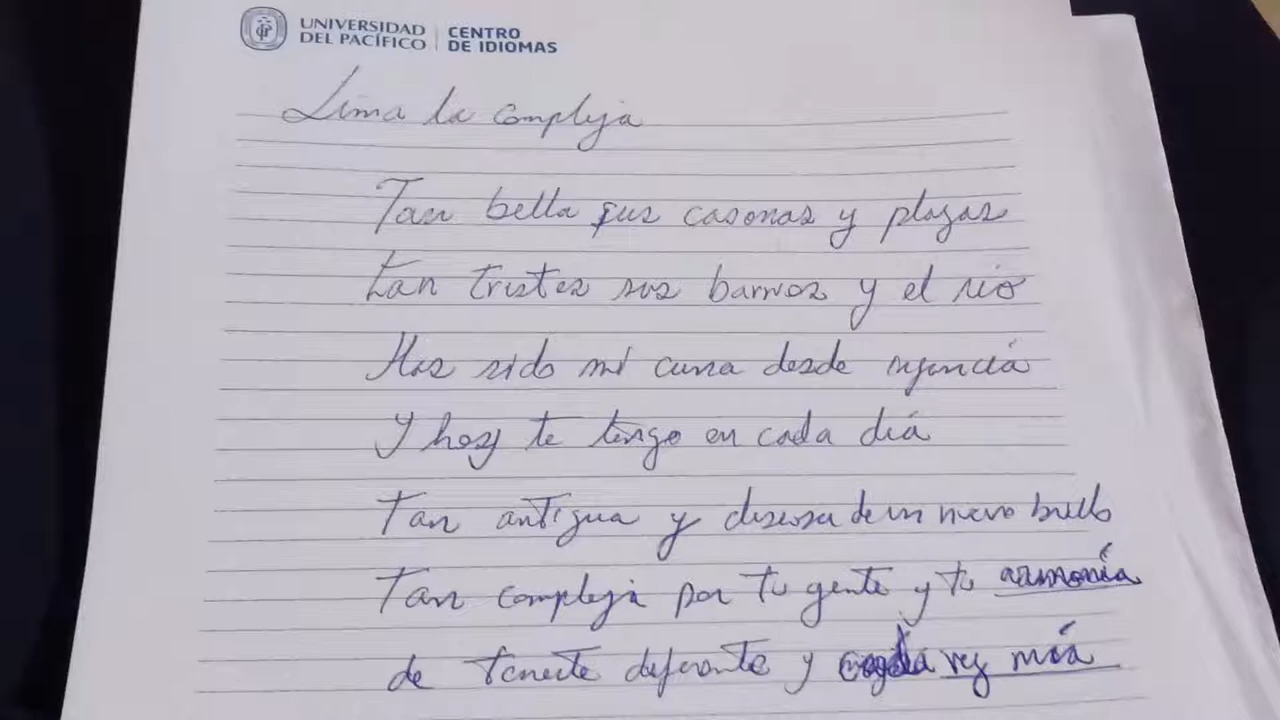 UNIVERSIDAD DEL PACÍFICO | CENTRO DE IDIOMAS
Lima la compleja
Tan bella sus casonas y plazas
tan tristes sus barrios y el río
Has sido mi cuna desde infancia
Y hoy te tengo en cada día
Tan antigua y deseosa de un nuevo brillo
Tan compleja por tu gente y tu armonía
de tenerte diferente y cada vez mía